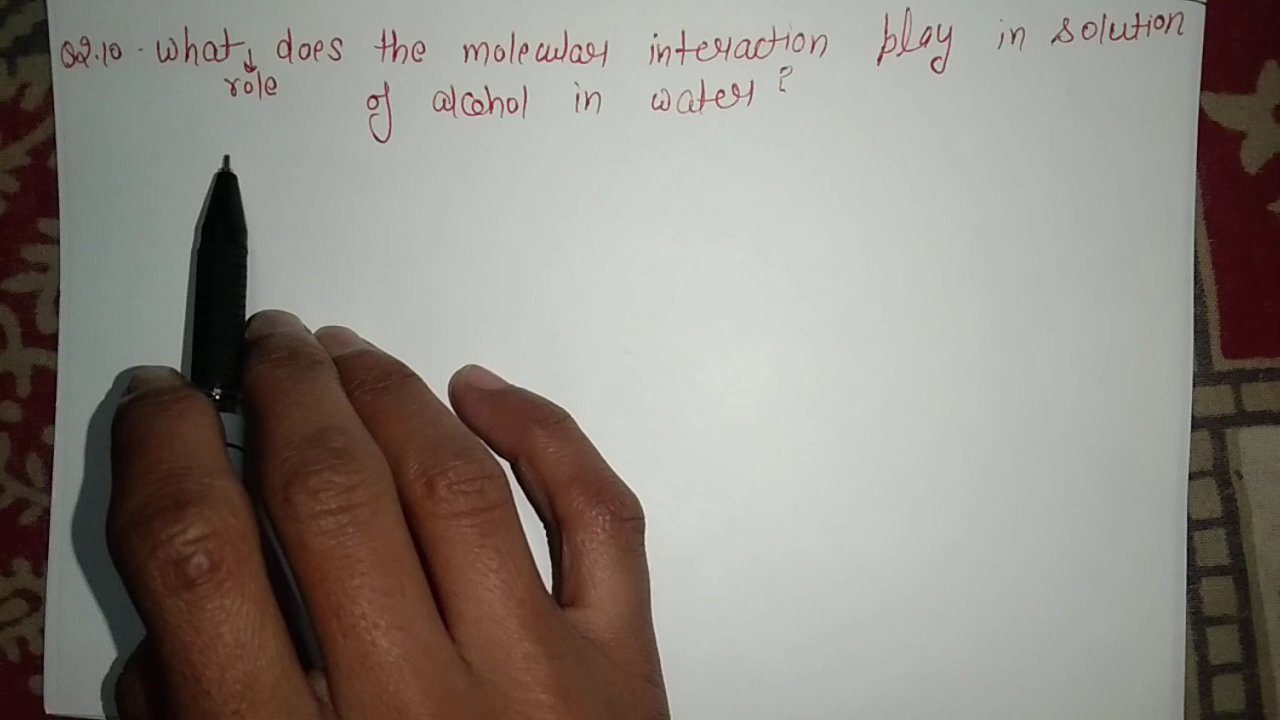 Q2.10. What does the molecular interaction play in solution
role
of alcohol in water?